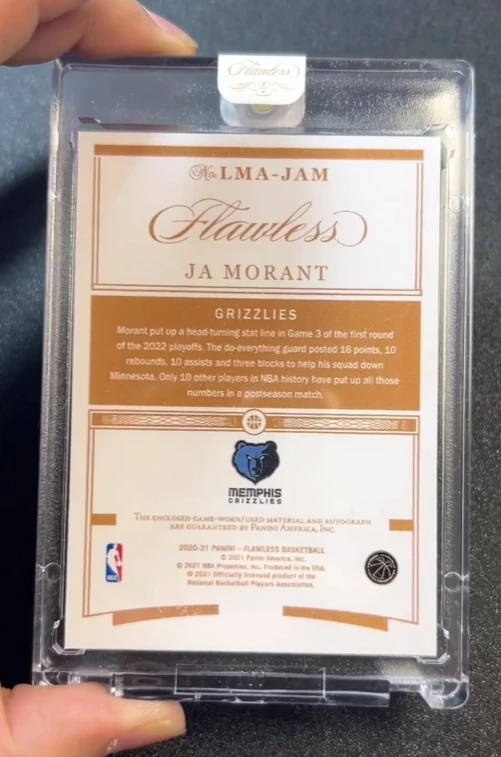 Flawless
No. LMA-JAM
Flawless
JA MORANT
GRIZZLIES
Morant put up a head-turning stat line in Game 3 of the first round
of the 2022 playoffs. The do-everything guard posted 16 points, 10
rebounds, 10 assists and three blocks to help his squad down
Minnesota. Only 10 other players in NBA history have put up all those
numbers in a postseason match.
MEMPHIS
GRIZZLIES
THE ENCLOSED GAME-WORN/USED MATERIAL AND AUTOGRAPH
ARE GUARANTEED BY PANINI AMERICA, INC.
2020-21 PANINI – FLAWLESS BASKETBALL
© 2021 Panini America, Inc.
© 2021 NBA Properties, Inc. Produced in the USA.
© 2021 Officially licensed product of the
National Basketball Players Association.
NBA